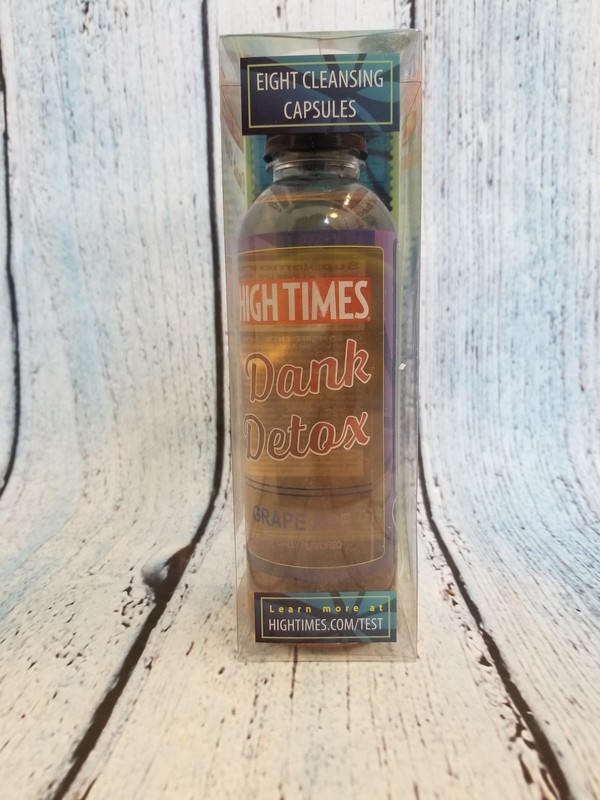 EIGHT CLEANSING
CAPSULES
HIGH TIMES
Dank
Detox
GRAPE
Learn more at
HIGHTIMES.COM/TEST